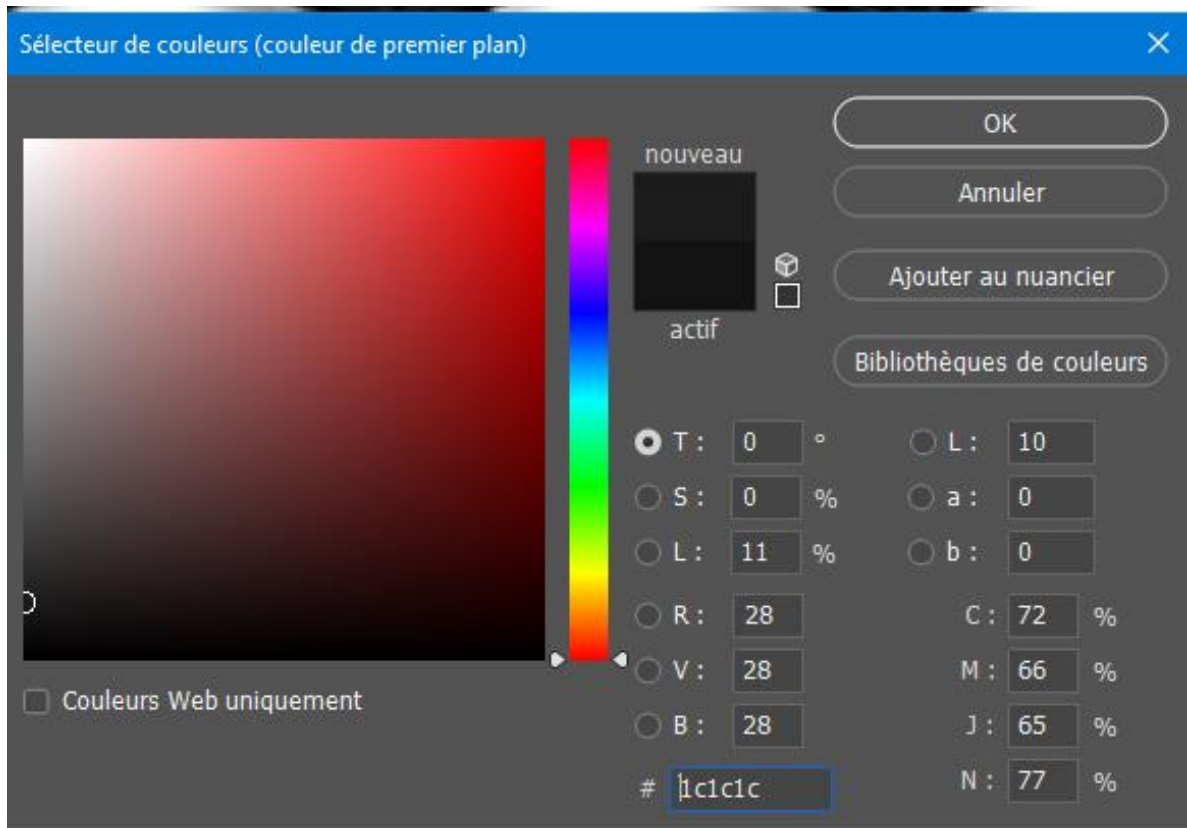 Sélecteur de couleurs (couleur de premier plan)
OK
nouveau
Annuler
Ajouter au nuancier
actif
Bibliothèques de couleurs
T : 0 ° L : 10
S : 0 % a : 0
L : 11 % b : 0
R : 28 C : 72 %
V : 28 M : 66 %
B : 28 J : 65 %
# 1c1c1c N : 77 %
Couleurs Web uniquement